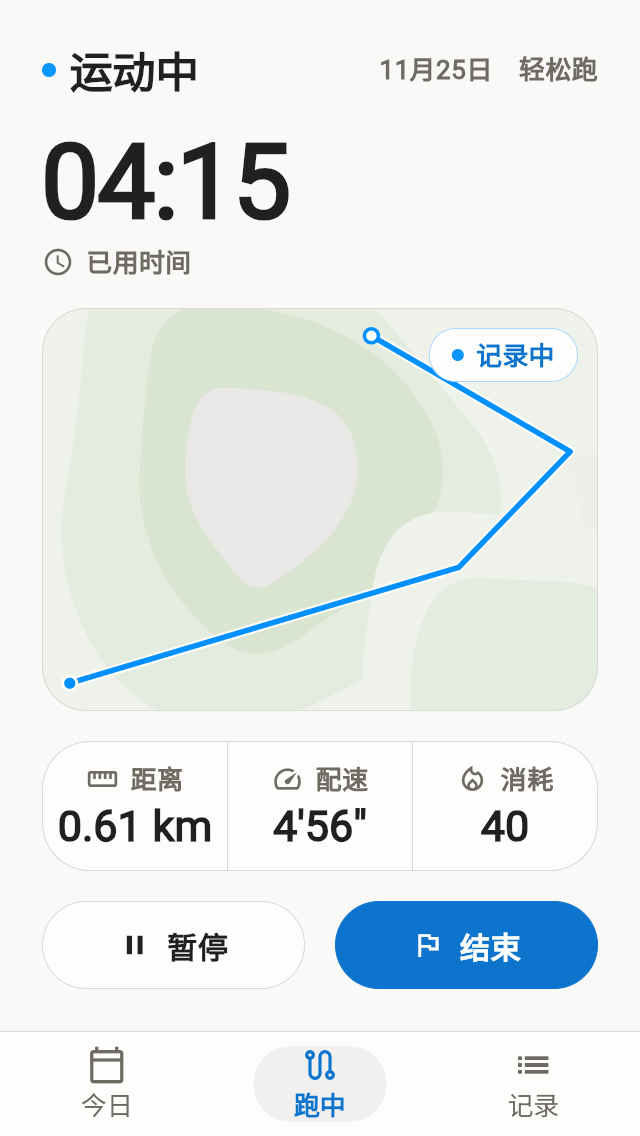 运动中
11月25日 轻松跑
04:15
已用时间
记录中
距离
0.61 km
配速
4'56"
消耗
40
暂停
结束
今日
跑中
记录